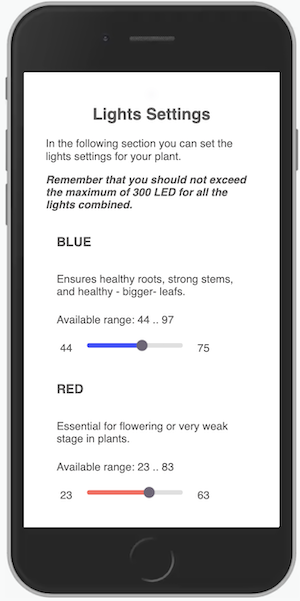 Lights Settings
In the following section you can set the
lights settings for your plant.
Remember that you should not exceed
the maximum of 300 LED for all the
lights combined.
BLUE
Ensures healthy roots, strong stems,
and healthy - bigger- leafs.
Available range: 44 .. 97
44 75
RED
Essential for flowering or very weak
stage in plants.
Available range: 23 .. 83
23 63